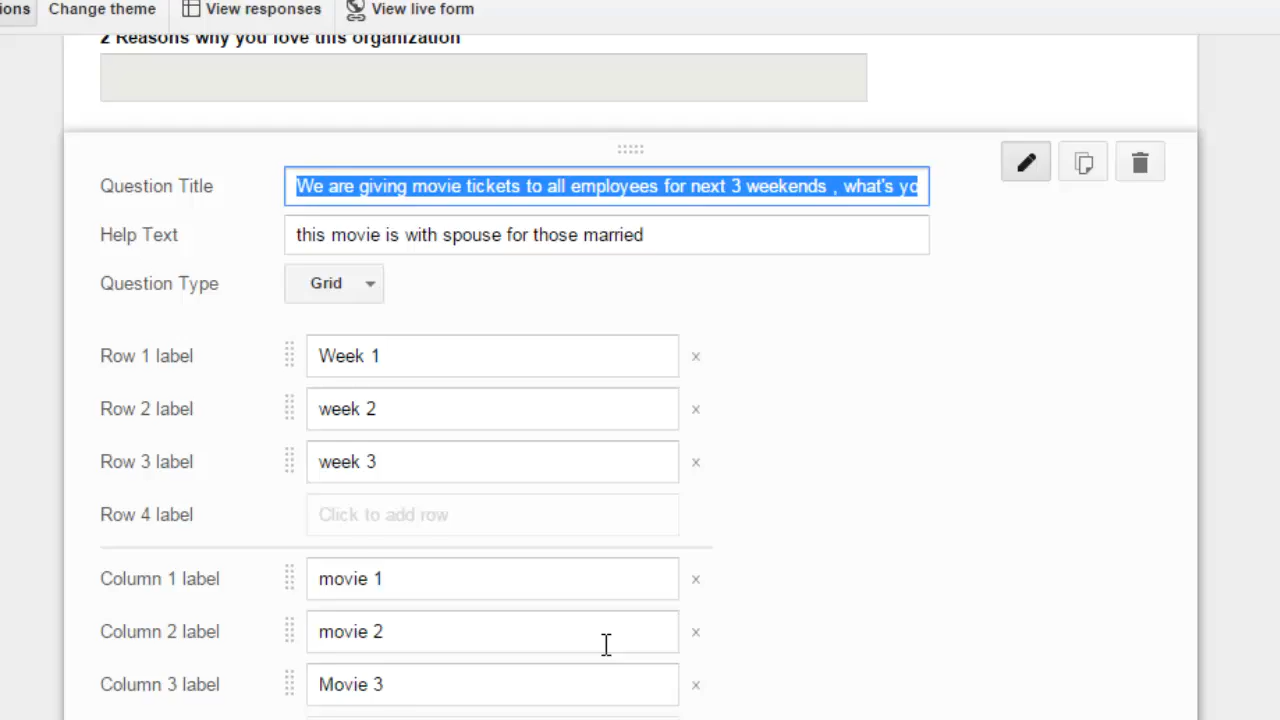 ions Change theme View responses View live form
2 Reasons why you love this organization
Question Title We are giving movie tickets to all employees for next 3 weekends , what's yo
Help Text this movie is with spouse for those married
Question Type Grid
Row 1 label Week 1 x
Row 2 label week 2 x
Row 3 label week 3 x
Row 4 label Click to add row
Column 1 label movie 1 x
Column 2 label movie 2 x
Column 3 label Movie 3 x